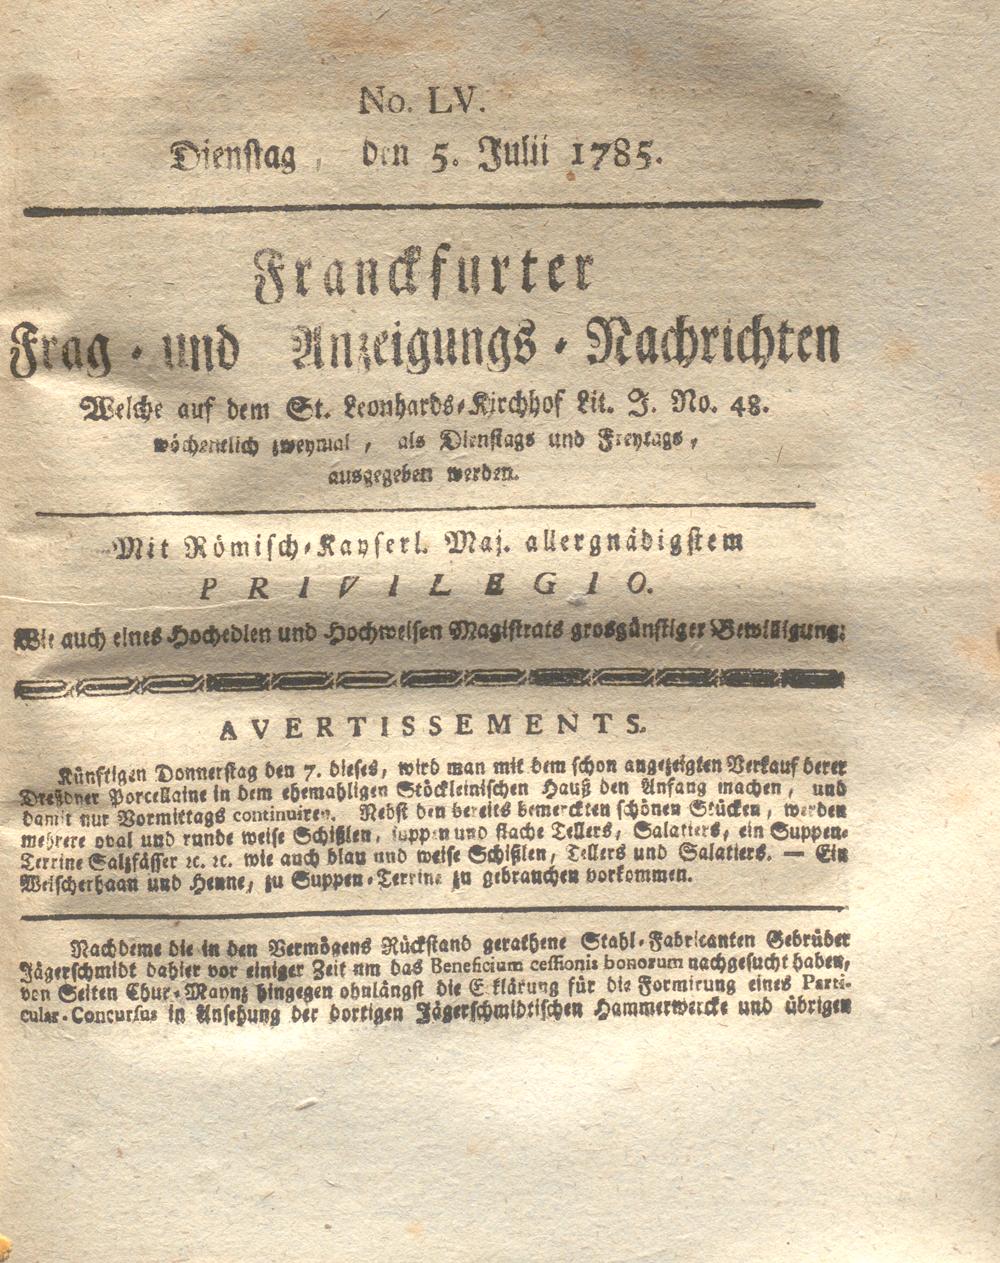 No. LV.
Dienstag, den 5. Julii 1785.
Franckfurter
Frag- und Anzeigungs-Nachrichten
Welche auf dem St. Leonhards-Kirchhof Lit. J. No. 48.
wöchentlich zweymal, als Dienstags und Freytags,
ausgegeben werden.
Mit Römisch-Kayserl. Maj. allergnädigstem
PRIVILEGIO.
Wie auch eines Hochedlen und Hochweisen Magistrats grosgünstiger Bewilligung.
AVERTISSEMENTS.
Künftigen Donnerstag den 7. dieses, wird man mit dem schon angezeigten Verkauf derer
Dreßdner Porcellaine in dem ehemahligen Stöckleinischen Hauß den Anfang machen, und
damit nur Vormittags continuiren. Nebst den bereits bemerckten schönen Stücken, werden
mehrere oval und runde weise Schißlen, suppen und flache Tellers, Salatiers, ein Suppen-
Terrine Salzfässer ꝛc. ꝛc. wie auch blau und weise Schißlen, Tellers und Salatiers. — Ein
Welscherhaan und Henne, zu Suppen-Terrine zu gebrauchen vorkommen.
Nachdeme die in den Vermögens Rückstand gerathene Stahl-Fabricanten Gebrüder
Jägerschmidt dahier vor einiger Zeit um das Beneficium cessionis bonorum nachgesucht haben,
von Seiten Chur-Maynz hingegen ohnlängst die Erklärung für die Formirung eines Parti-
cular-Concursus in Ansehung der dortigen Jägerschmidtischen Hammerwercke und übrigen